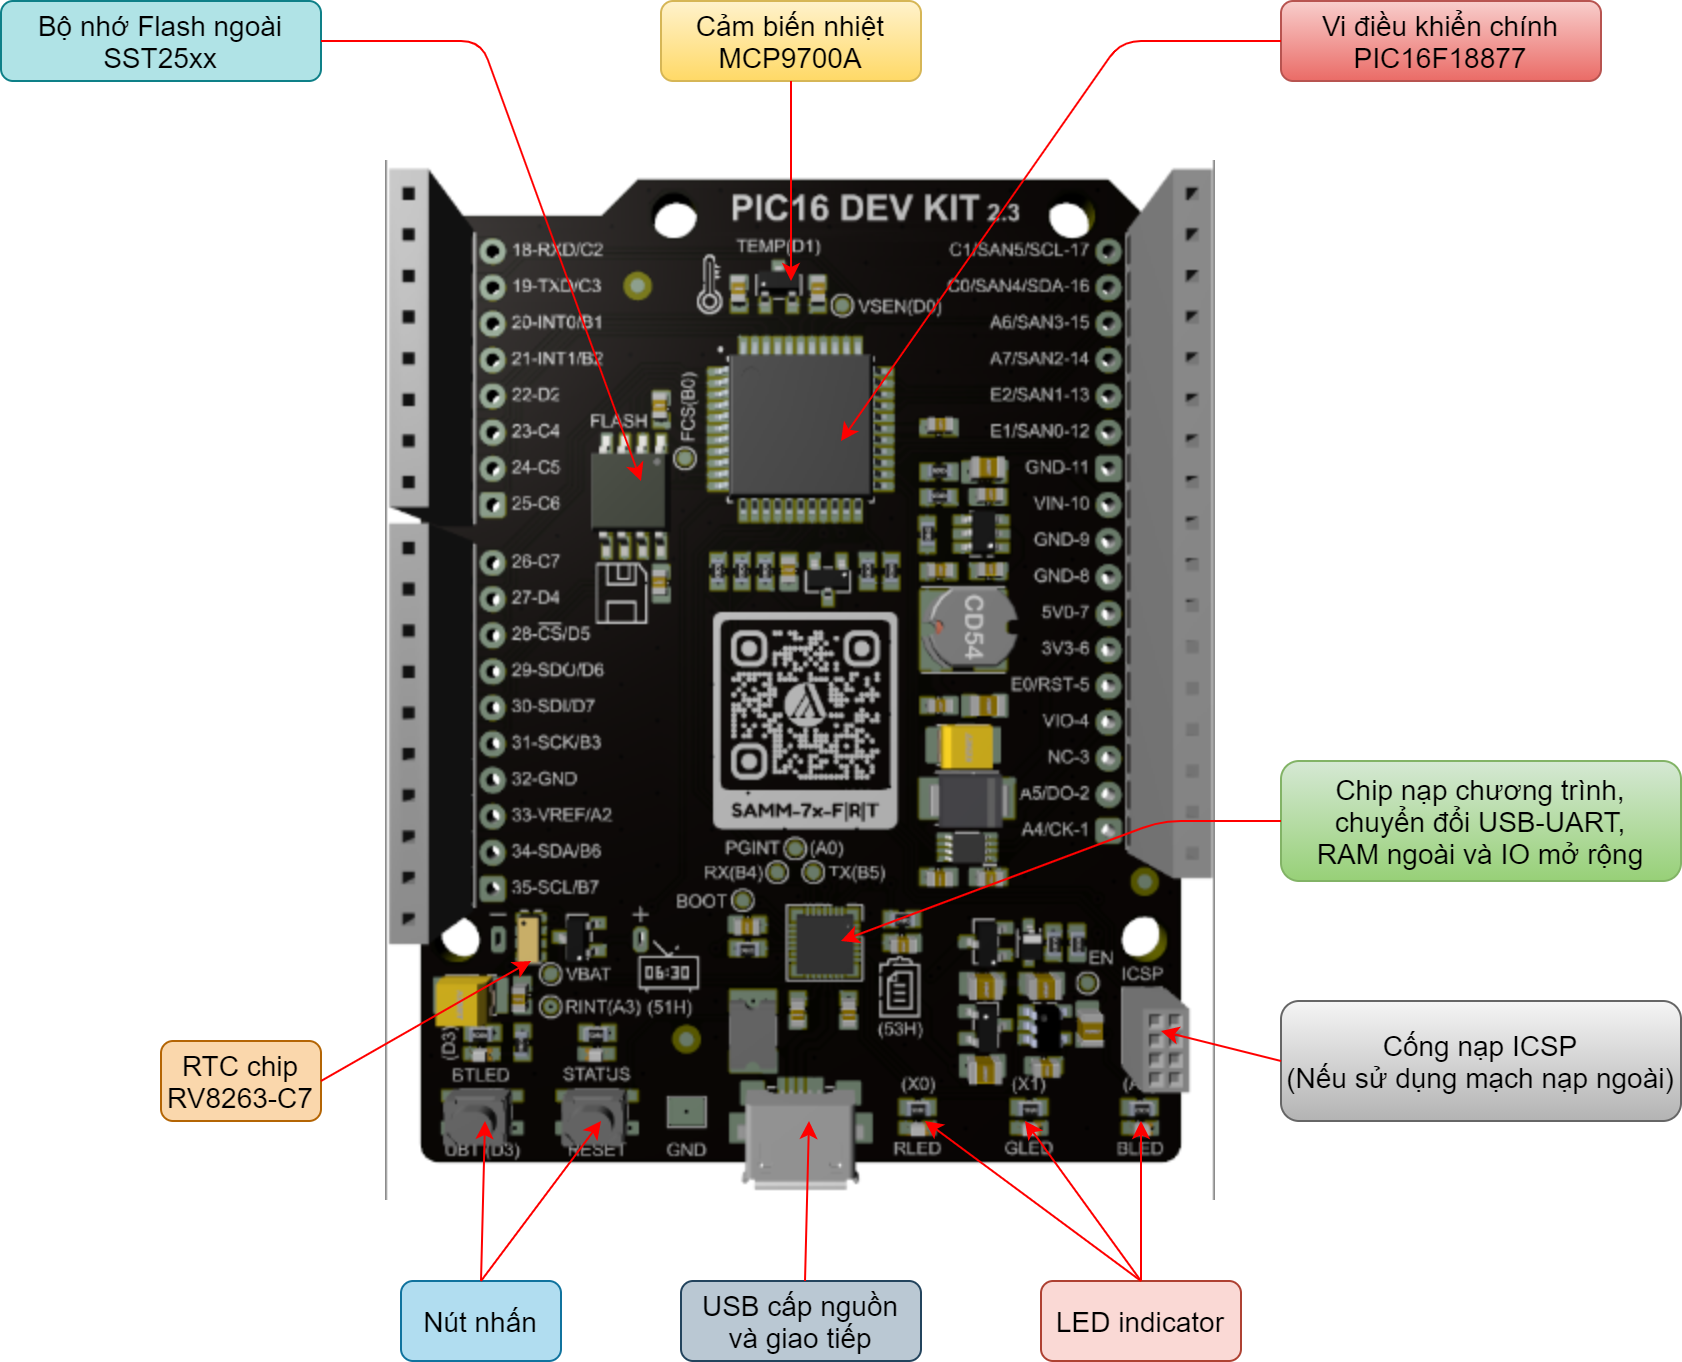 Bộ nhớ Flash ngoài
SST25xx
Cảm biến nhiệt
MCP9700A
Vi điều khiển chính
PIC16F18877
PIC16 DEV KIT 2.3
TEMP(D1)
VSEN(D0)
18-RXD/C2
19-TXD/C3
20-INT0/B1
21-INT1/B2
22-D2
23-C4
24-C5
25-C6
26-C7
27-D4
28-C̅S̅/D5
29-SDO/D6
30-SDI/D7
31-SCK/B3
32-GND
33-VREF/A2
34-SDA/B6
35-SCL/B7
FLASH
FCS(B0)
C1/SAN5/SCL-17
C0/SAN4/SDA-16
A6/SAN3-15
A7/SAN2-14
E2/SAN1-13
E1/SAN0-12
GND-11
VIN-10
GND-9
GND-8
5V0-7
3V3-6
E0/RST-5
VIO-4
NC-3
A5/DO-2
A4/CK-1
CD54
SAMM-7x-F|R|T
PGINT (A0)
RX(B4) TX(B5)
BOOT
Chip nạp chương trình,
chuyển đổi USB-UART,
RAM ngoài và IO mở rộng
VBAT
06:30
RINT(A3) (51H)
(53H)
EN
ICSP
(D3)
BTLED
STATUS
UBT (D3)
RESET
GND
(X0)
RLED
(X1)
GLED
BLED
RTC chip
RV8263-C7
Cống nạp ICSP
(Nếu sử dụng mạch nạp ngoài)
Nút nhấn
USB cấp nguồn
và giao tiếp
LED indicator